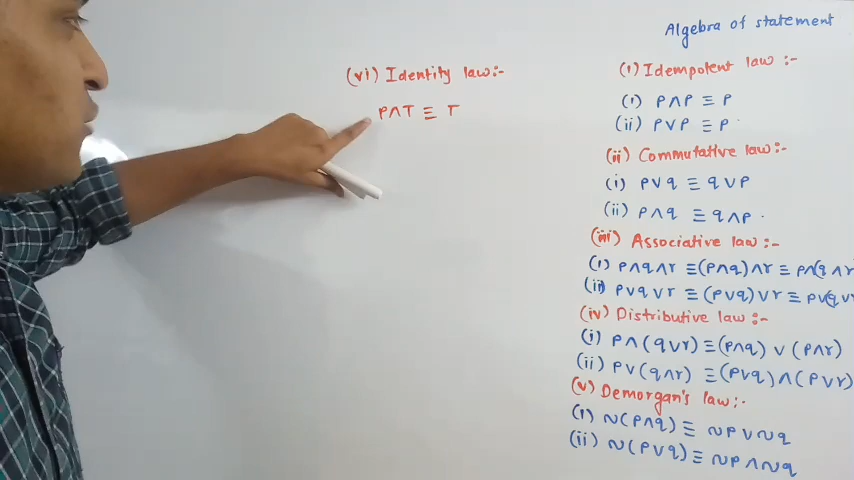 Algebra of statement
(vi) Identity law:-
P∧T ≡ T
(i) Idempotent law :-
(i) P∧P ≡ P
(ii) P∨P ≡ P.
(ii) Commutative law:-
(i) P∨q ≡ q∨P
(ii) P∧q ≡ q∧P.
(iii) Associative law:-
(i) P∧q∧r ≡ (P∧q)∧r ≡ P∧(q∧r
(ii) P∨q∨r ≡ (P∨q)∨r ≡ P∨(q∨r
(iv) Distributive law:-
(i) P∧(q∨r) ≡ (P∧q) ∨ (P∧r)
(ii) P∨(q∧r) ≡ (P∨q)∧(P∨r)
(v) Demorgan's law:-
(i) ~(P∧q) ≡ ~P∨~q
(ii) ~(P∨q) ≡ ~P∧~q